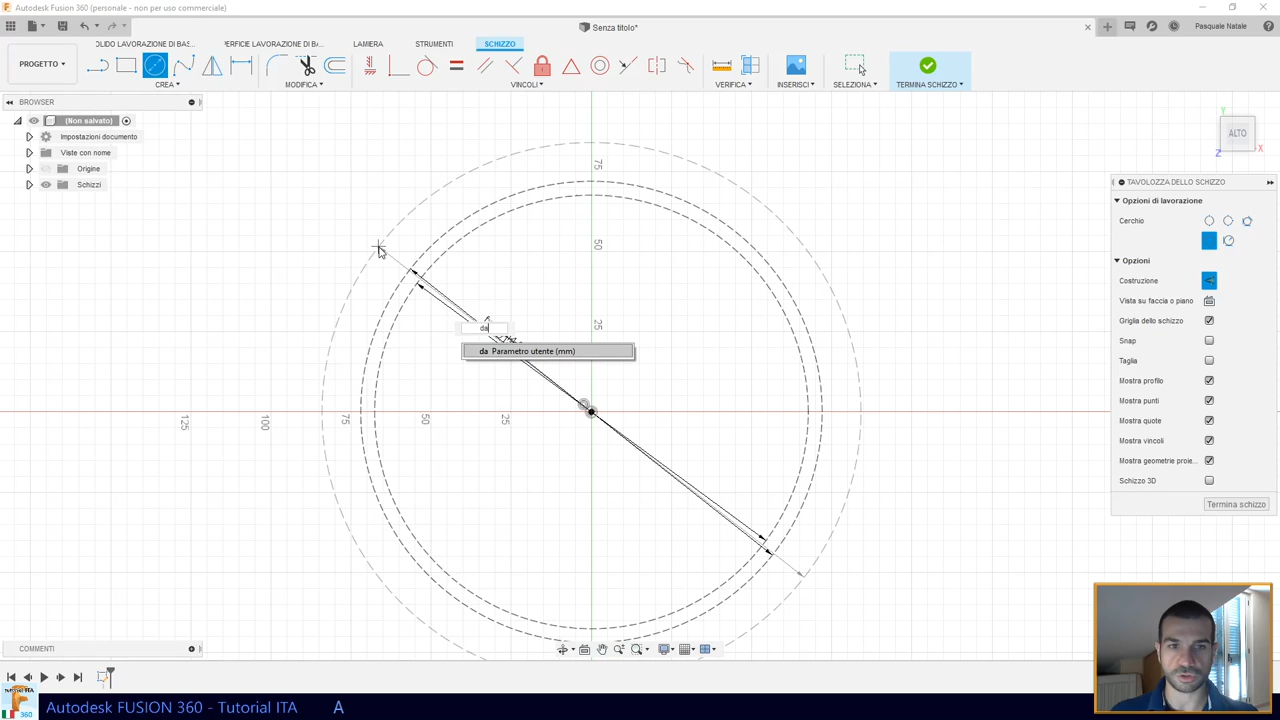 Autodesk Fusion 360 (personale - non per uso commerciale)
Senza titolo*
Pasquale Natale
OLIDO LAVORAZIONE DI BAS...
ERFICIE LAVORAZIONE DI BA...
LAMIERA
STRUMENTI
SCHIZZO
PROGETTO
CREA
MODIFICA
VINCOLI
VERIFICA
INSERISCI
SELEZIONA
TERMINA SCHIZZO
BROWSER
(Non salvato)
Impostazioni documento
Viste con nome
Origine
Schizzi
75
50
25
125
100
75
50
25
da
da Parametro utente (mm)
Y
ALTO
X
Z
TAVOLOZZA DELLO SCHIZZO
Opzioni di lavorazione
Cerchio
Opzioni
Costruzione
Vista su faccia o piano
Griglia dello schizzo
Snap
Taglia
Mostra profilo
Mostra punti
Mostra quote
Mostra vincoli
Mostra geometrie proie...
Schizzo 3D
Termina schizzo
COMMENTI
TUTORIAL ITA
360
Autodesk FUSION 360 - Tutorial ITA A